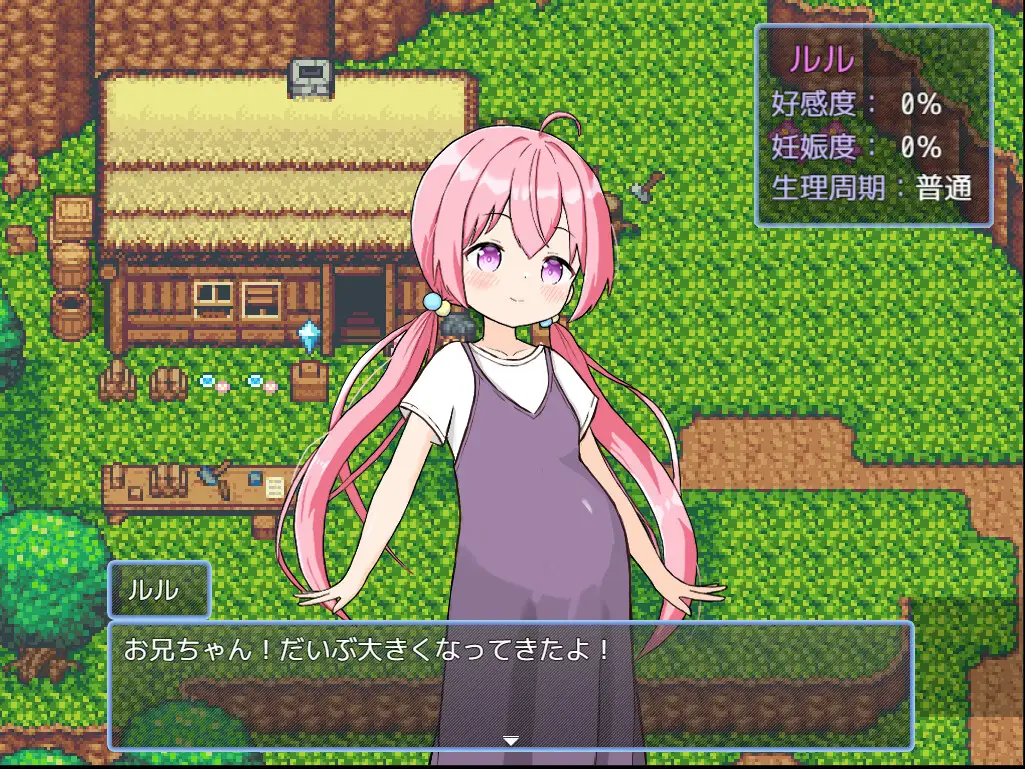 ルル
好感度： 0%
妊娠度： 0%
生理周期：普通
ルル
お兄ちゃん！だいぶ大きくなってきたよ！